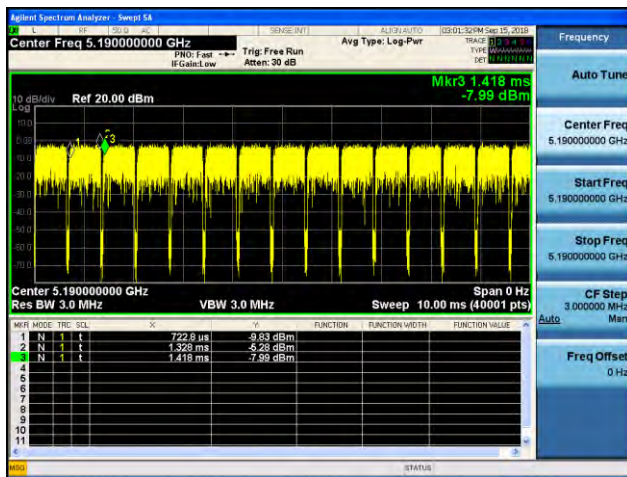 Agilent Spectrum Analyzer - Swept SA
L RF 50 Ω AC SENSE:INT ALIGN AUTO 03:01:32PM Sep 15, 2018
Center Freq 5.190000000 GHz
PNO: Fast
IFGain:Low
Trig: Free Run
Atten: 30 dB
Avg Type: Log-Pwr
TRACE 1 2 3 4 5 6
TYPE
DET N N N N N N
Mkr3 1.418 ms
-7.99 dBm
10 dB/div Ref 20.00 dBm
Log
10.0
0.00
-10.0
-20.0
-30.0
-40.0
-50.0
-60.0
-70.0
1
2
3
Center 5.190000000 GHz Span 0 Hz
Res BW 3.0 MHz VBW 3.0 MHz Sweep 10.00 ms (40001 pts)
MKR MODE TRC SCL X Y FUNCTION FUNCTION WIDTH FUNCTION VALUE
1 N 1 t 722.8 us -9.83 dBm
2 N 1 t 1.328 ms -5.28 dBm
3 N 1 t 1.418 ms -7.99 dBm
4
5
6
7
8
9
10
11
MSG STATUS
Frequency
Auto Tune
Center Freq
5.190000000 GHz
Start Freq
5.190000000 GHz
Stop Freq
5.190000000 GHz
CF Step
3.000000 MHz
Auto Man
Freq Offset
0 Hz